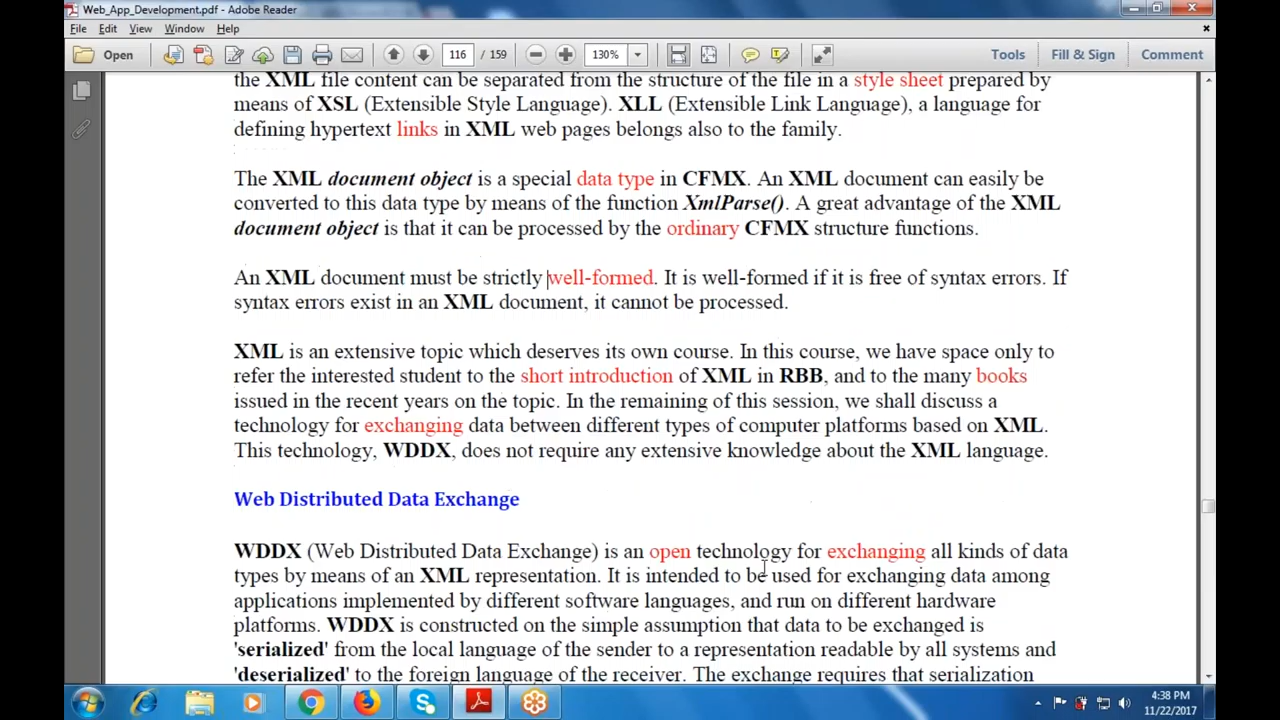 Web_App_Development.pdf - Adobe Reader
File Edit View Window Help
Open 116 / 159 130% Tools Fill & Sign Comment
the XML file content can be separated from the structure of the file in a style sheet prepared by
means of XSL (Extensible Style Language). XLL (Extensible Link Language), a language for
defining hypertext links in XML web pages belongs also to the family.
The XML document object is a special data type in CFMX. An XML document can easily be
converted to this data type by means of the function XmlParse(). A great advantage of the XML
document object is that it can be processed by the ordinary CFMX structure functions.
An XML document must be strictly well-formed. It is well-formed if it is free of syntax errors. If
syntax errors exist in an XML document, it cannot be processed.
XML is an extensive topic which deserves its own course. In this course, we have space only to
refer the interested student to the short introduction of XML in RBB, and to the many books
issued in the recent years on the topic. In the remaining of this session, we shall discuss a
technology for exchanging data between different types of computer platforms based on XML.
This technology, WDDX, does not require any extensive knowledge about the XML language.
Web Distributed Data Exchange
WDDX (Web Distributed Data Exchange) is an open technology for exchanging all kinds of data
types by means of an XML representation. It is intended to be used for exchanging data among
applications implemented by different software languages, and run on different hardware
platforms. WDDX is constructed on the simple assumption that data to be exchanged is
'serialized' from the local language of the sender to a representation readable by all systems and
'deserialized' to the foreign language of the receiver. The exchange requires that serialization
4:38 PM
11/22/2017